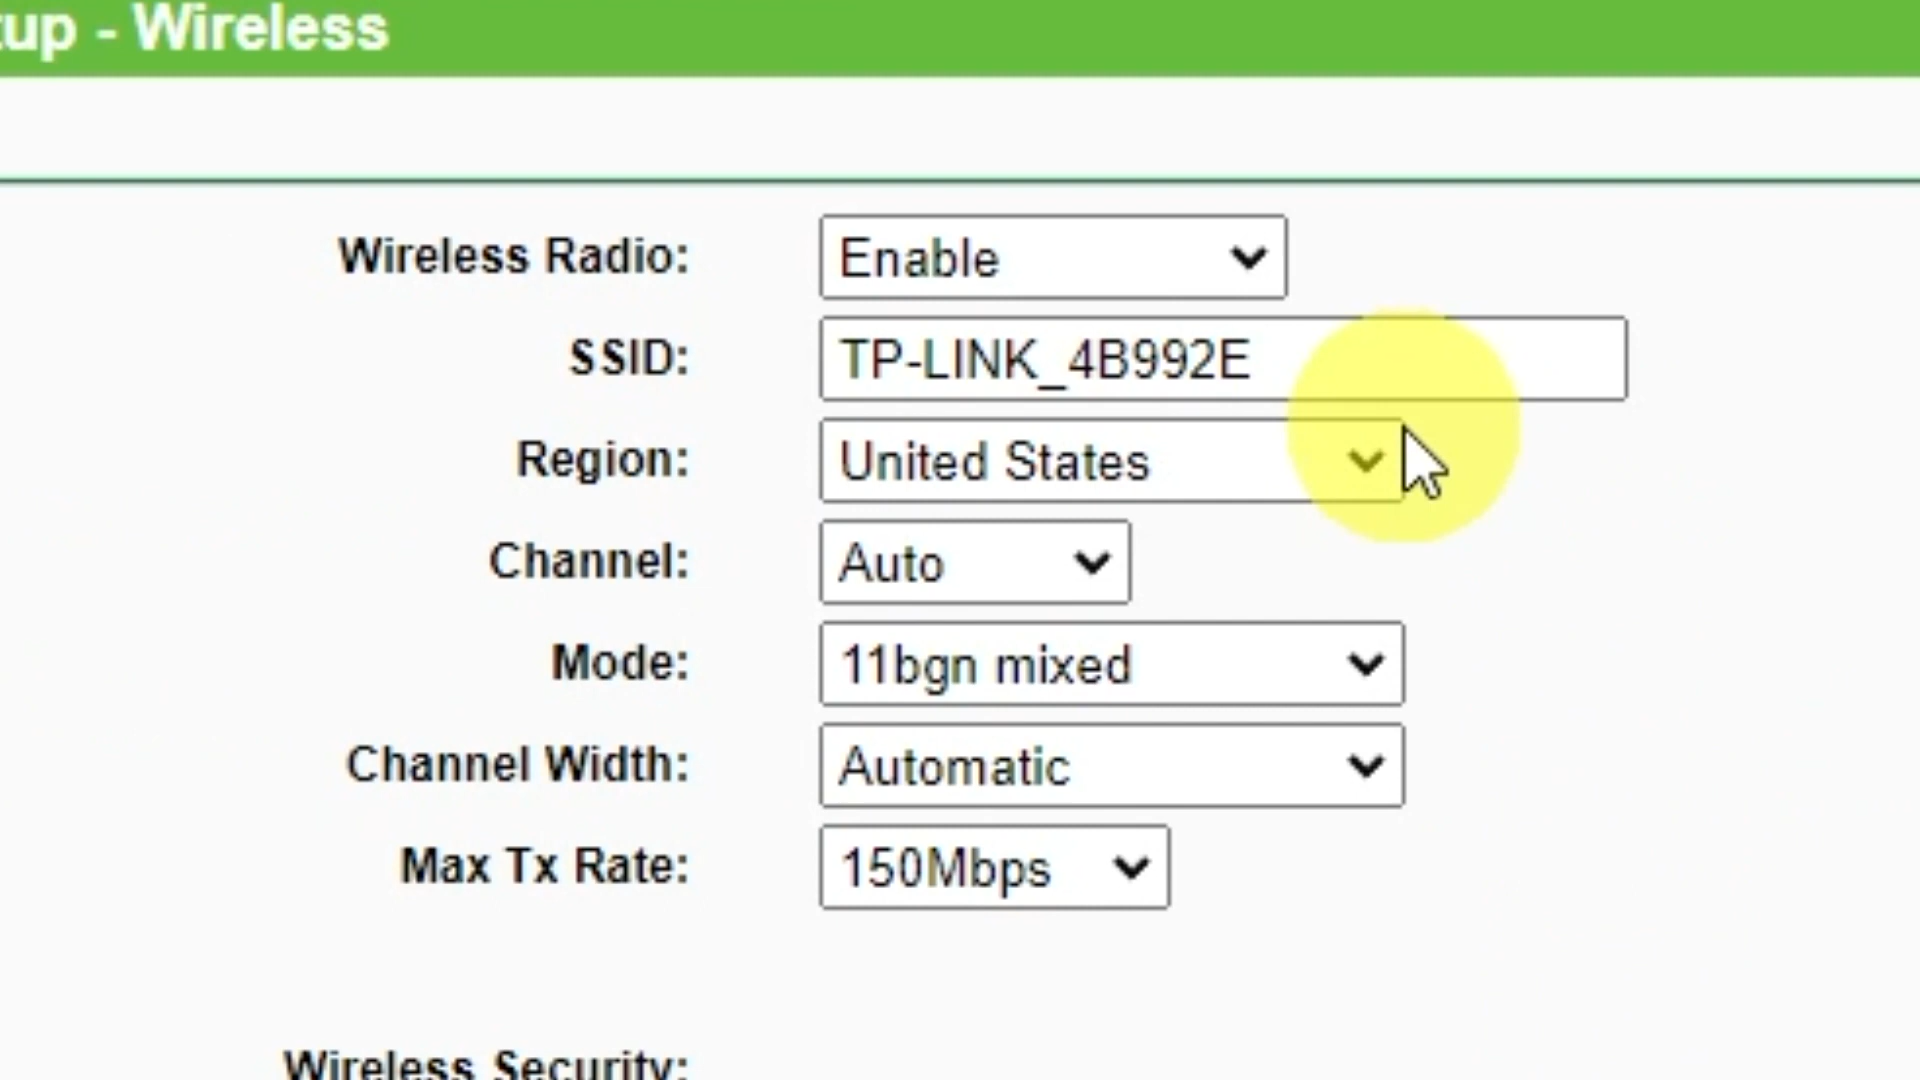 tup - Wireless
Wireless Radio: Enable
SSID: TP-LINK_4B992E
Region: United States
Channel: Auto
Mode: 11bgn mixed
Channel Width: Automatic
Max Tx Rate: 150Mbps
Wireless Security: